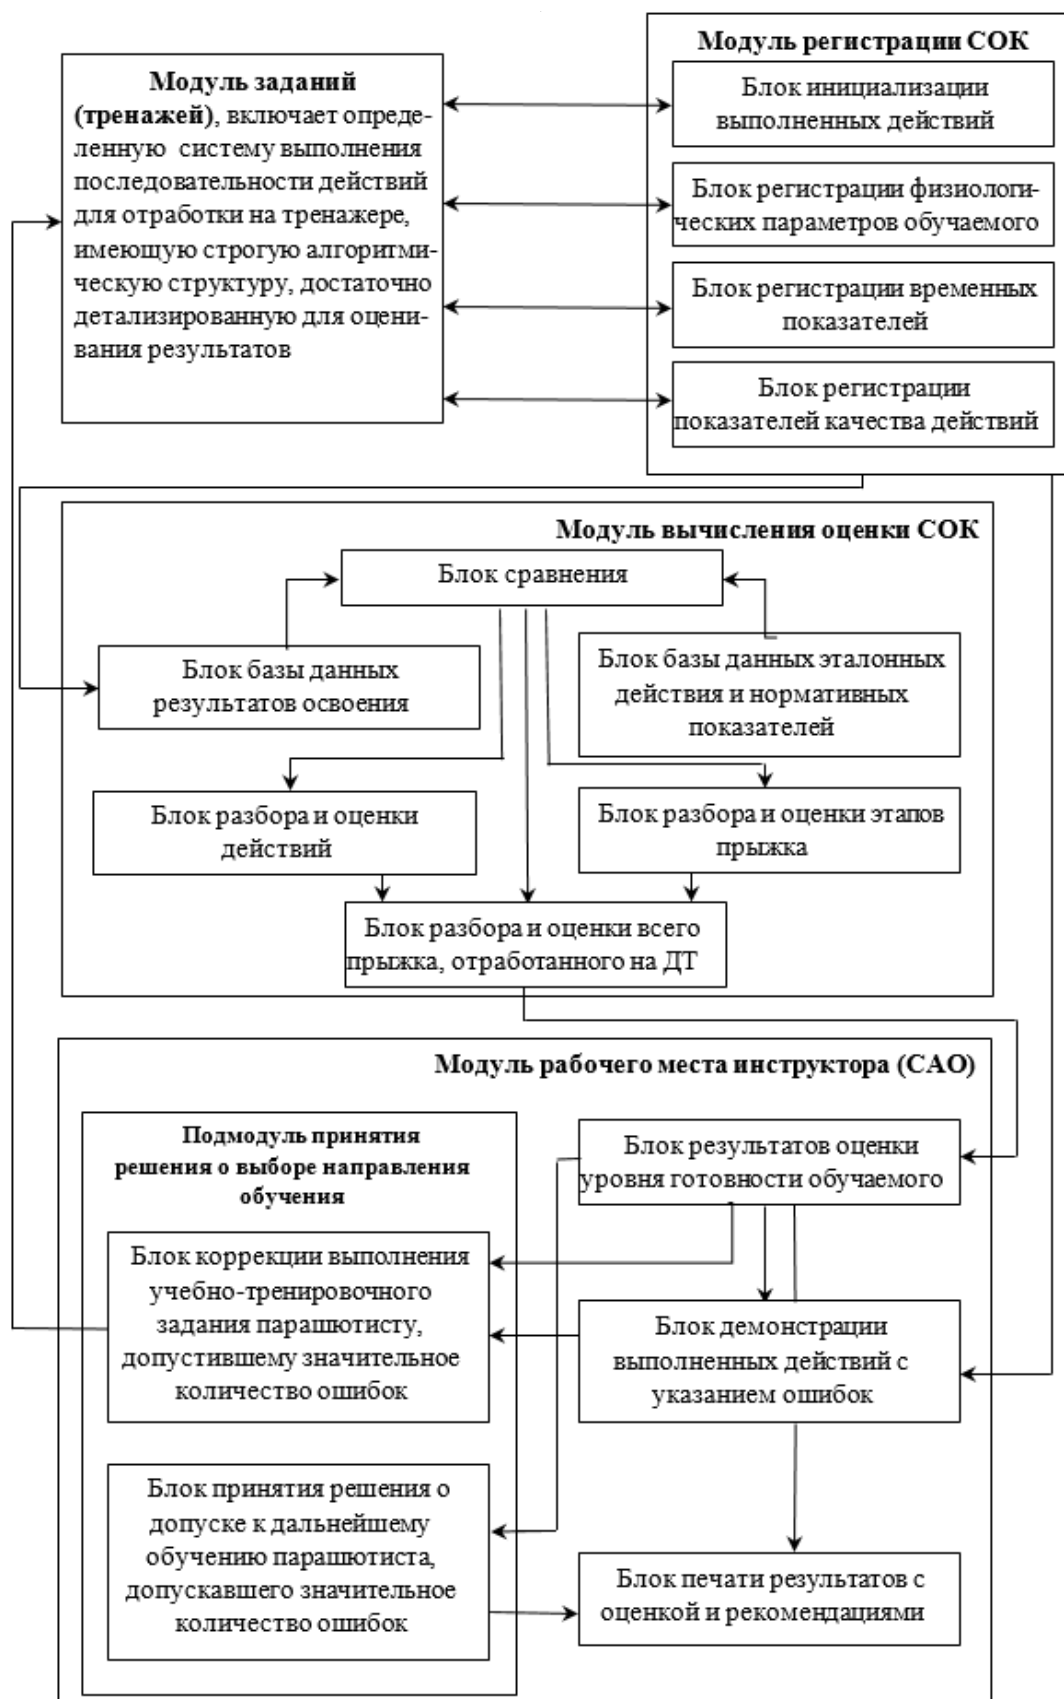 Модуль заданий
(тренажей), включает опреде-
ленную систему выполнения
последовательности действий
для отработки на тренажере,
имеющую строгую алгоритми-
ческую структуру, достаточно
детализированную для оцени-
вания результатов
Модуль регистрации СОК
Блок инициализации
выполненных действий
Блок регистрации физиологи-
ческих параметров обучаемого
Блок регистрации временных
показателей
Блок регистрации
показателей качества действий
Модуль вычисления оценки СОК
Блок сравнения
Блок базы данных
результатов освоения
Блок базы данных эталонных
действия и нормативных
показателей
Блок разбора и оценки
действий
Блок разбора и оценки этапов
прыжка
Блок разбора и оценки всего
прыжка, отработанного на ДТ
Модуль рабочего места инструктора (САО)
Подмодуль принятия
решения о выборе направления
обучения
Блок коррекции выполнения
учебно-тренировочного
задания парашютисту,
допустившему значительное
количество ошибок
Блок принятия решения о
допуске к дальнейшему
обучению парашютиста,
допускавшего значительное
количество ошибок
Блок результатов оценки
уровня готовности обучаемого
Блок демонстрации
выполненных действий с
указанием ошибок
Блок печати результатов с
оценкой и рекомендациями